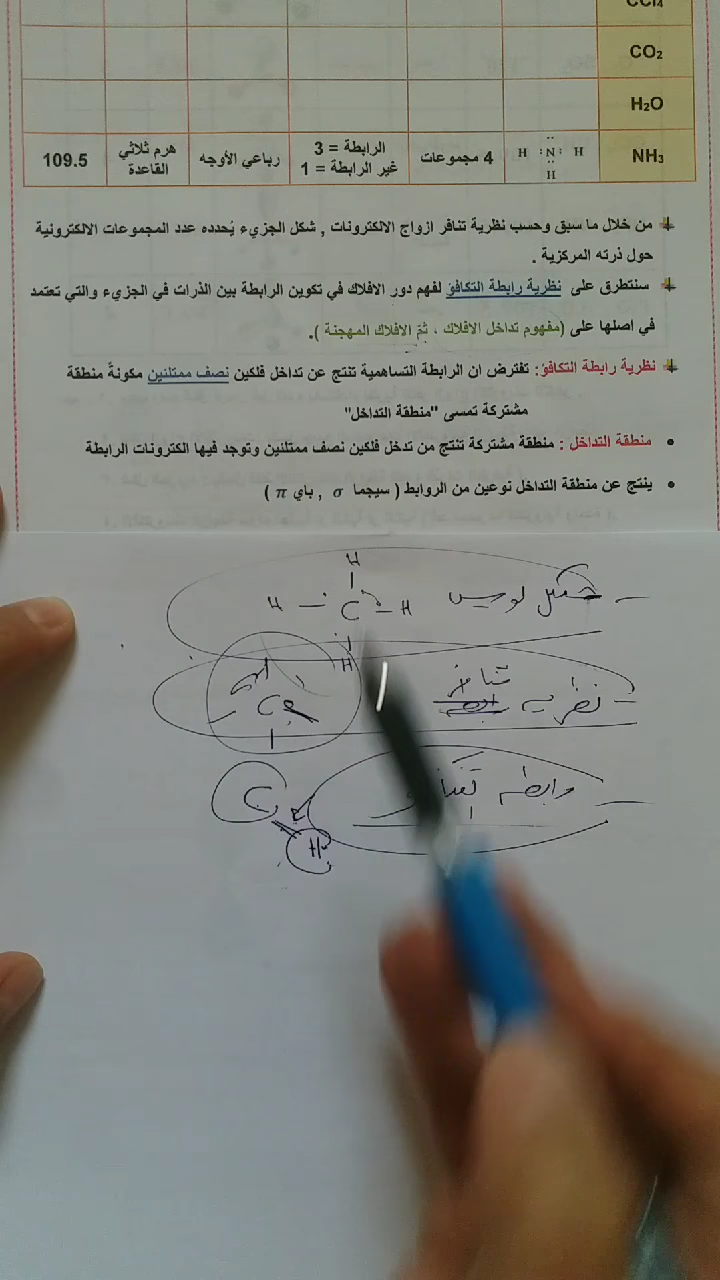 CCl₄
CO₂
H₂O
NH₃ H :N: H H 4 مجموعات الرابطة = 3 غير الرابطة = 1 رباعي الأوجه هرم ثلاثي القاعدة 109.5
من خلال ما سبق وحسب نظرية تنافر ازواج الالكترونات , شكل الجزيء يُحدده عدد المجموعات الالكترونية
حول ذرته المركزية .
سنتطرق على نظرية رابطة التكافؤ لفهم دور الافلاك في تكوين الرابطة بين الذرات في الجزيء والتي تعتمد
في اصلها على (مفهوم تداخل الافلاك ، ثمّ الافلاك المهجنة ).
نظرية رابطة التكافؤ: تفترض ان الرابطة التساهمية تنتج عن تداخل فلكين نصف ممتلئين مكونةً منطقة
مشتركة تمسى "منطقة التداخل"
منطقة التداخل : منطقة مشتركة تنتج من تدخل فلكين نصف ممتلئين وتوجد فيها الكترونات الرابطة
ينتج عن منطقة التداخل نوعين من الروابط ( سيجما σ , باي π )
H
– شكل لويس H – C – H
H
– نظرية تنافر
– رابطة
C
H